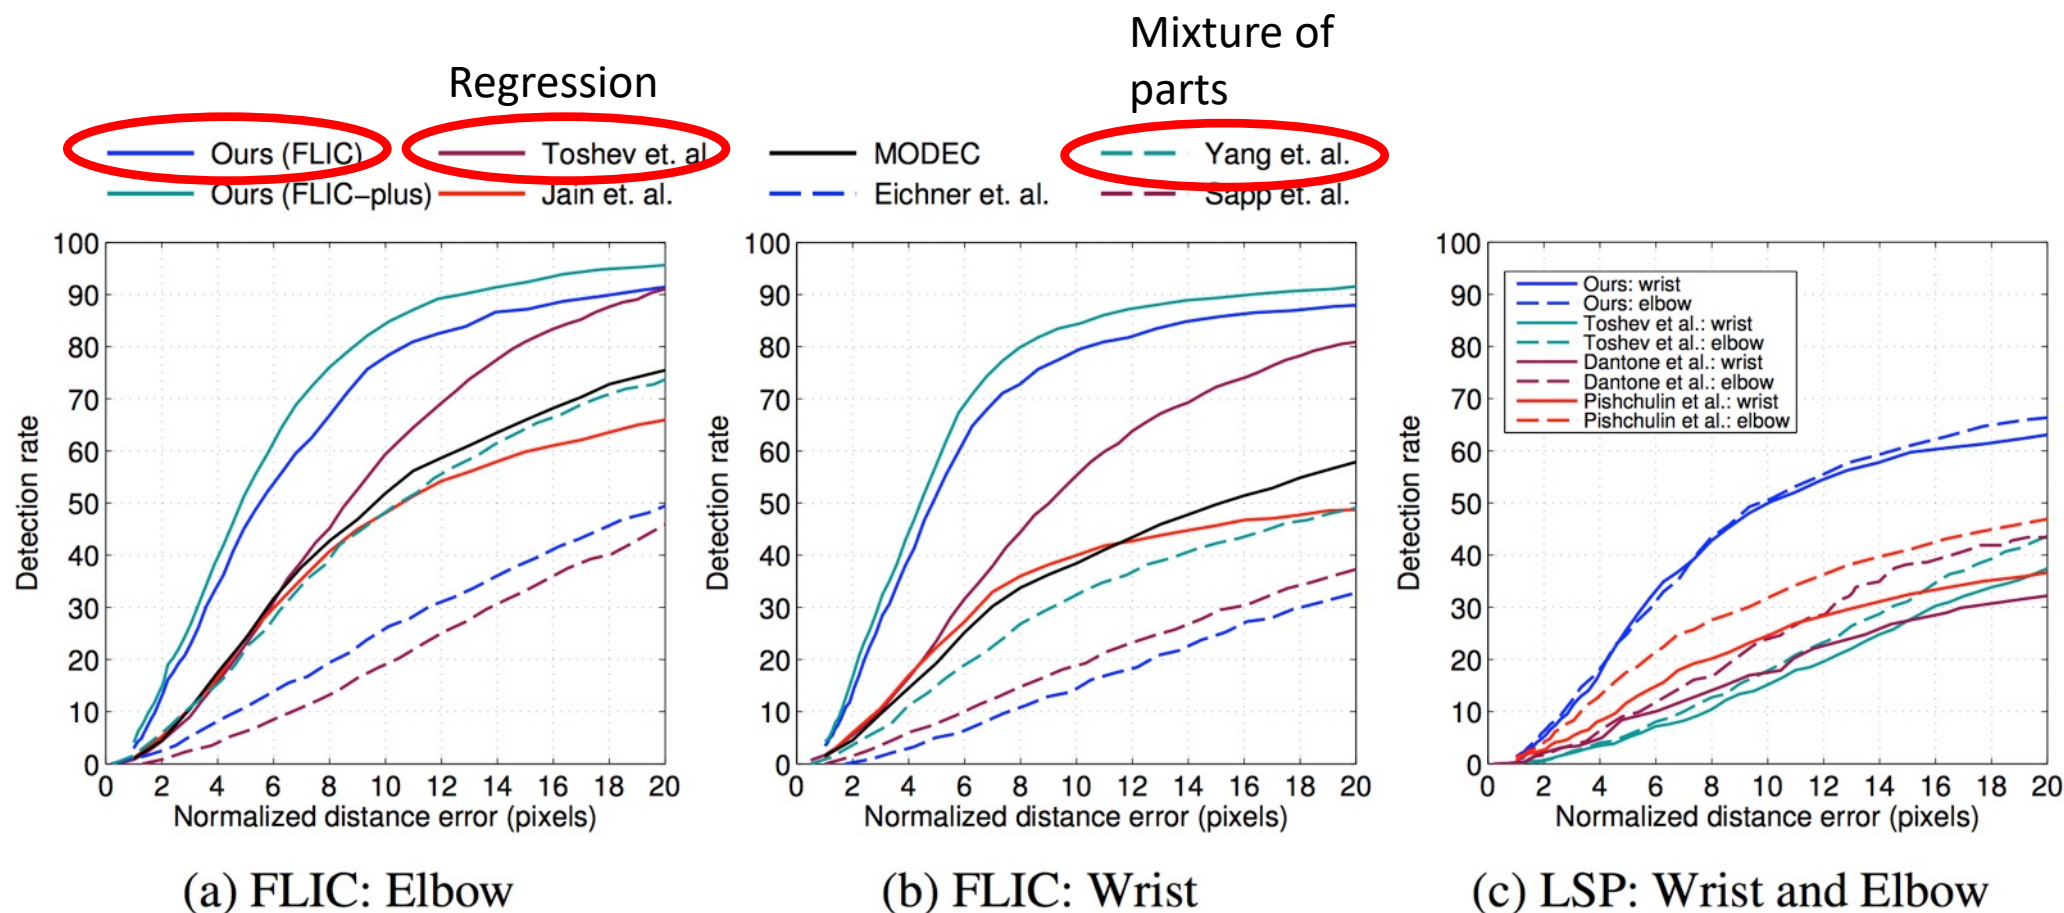 Mixture of
parts
Regression
Ours (FLIC)
Toshev et. al
MODEC
Yang et. al.
Ours (FLIC-plus)
Jain et. al.
Eichner et. al.
Sapp et. al.
100
90
80
70
60
50
40
30
20
10
0
Detection rate
0 2 4 6 8 10 12 14 16 18 20
Normalized distance error (pixels)
(a) FLIC: Elbow
100
90
80
70
60
50
40
30
20
10
0
Detection rate
0 2 4 6 8 10 12 14 16 18 20
Normalized distance error (pixels)
(b) FLIC: Wrist
100
90
80
70
60
50
40
30
20
10
0
Detection rate
Ours: wrist
Ours: elbow
Toshev et al.: wrist
Toshev et al.: elbow
Dantone et al.: wrist
Dantone et al.: elbow
Pishchulin et al.: wrist
Pishchulin et al.: elbow
0 2 4 6 8 10 12 14 16 18 20
Normalized distance error (pixels)
(c) LSP: Wrist and Elbow